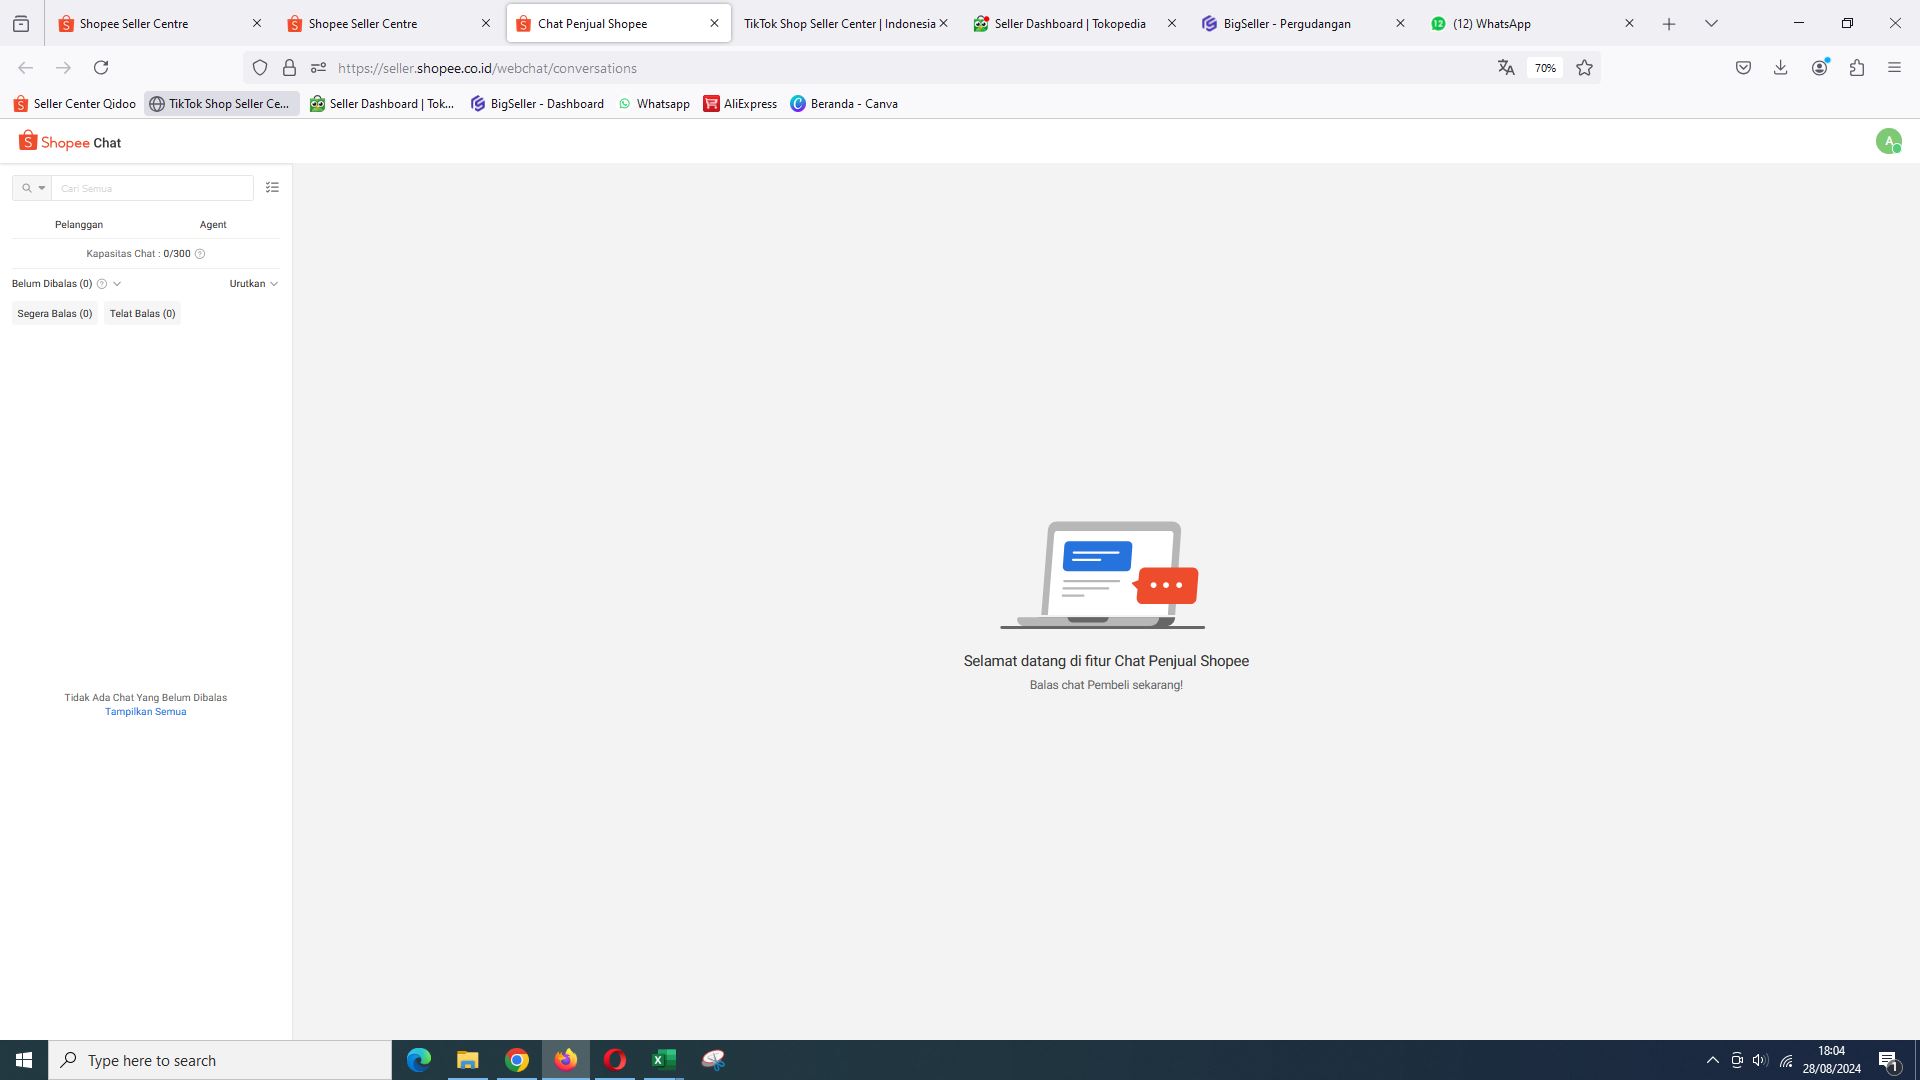 Shopee Seller Centre
Shopee Seller Centre
Chat Penjual Shopee
TikTok Shop Seller Center | Indonesia
Seller Dashboard | Tokopedia
BigSeller - Pergudangan
12 (12) WhatsApp
https://seller.shopee.co.id/webchat/conversations
70%
Seller Center Qidoo
TikTok Shop Seller Ce...
Seller Dashboard | Tok...
BigSeller - Dashboard
Whatsapp
AliExpress
Beranda - Canva
Shopee Chat
A
Cari Semua
Pelanggan
Agent
Kapasitas Chat : 0/300
Belum Dibalas (0)
Urutkan
Segera Balas (0)
Telat Balas (0)
Tidak Ada Chat Yang Belum Dibalas
Tampilkan Semua
Selamat datang di fitur Chat Penjual Shopee
Balas chat Pembeli sekarang!
Type here to search
18:04
28/08/2024
1